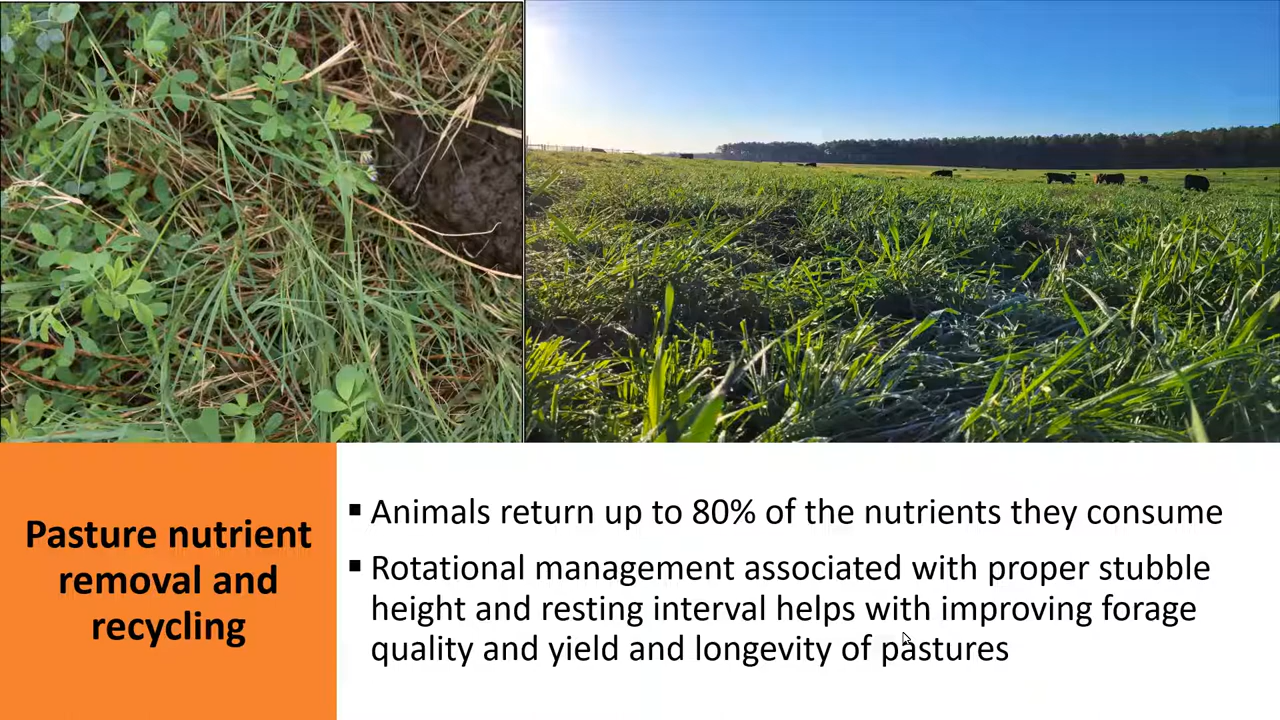 Pasture nutrient
removal and
recycling
▪ Animals return up to 80% of the nutrients they consume
▪ Rotational management associated with proper stubble
height and resting interval helps with improving forage
quality and yield and longevity of pastures